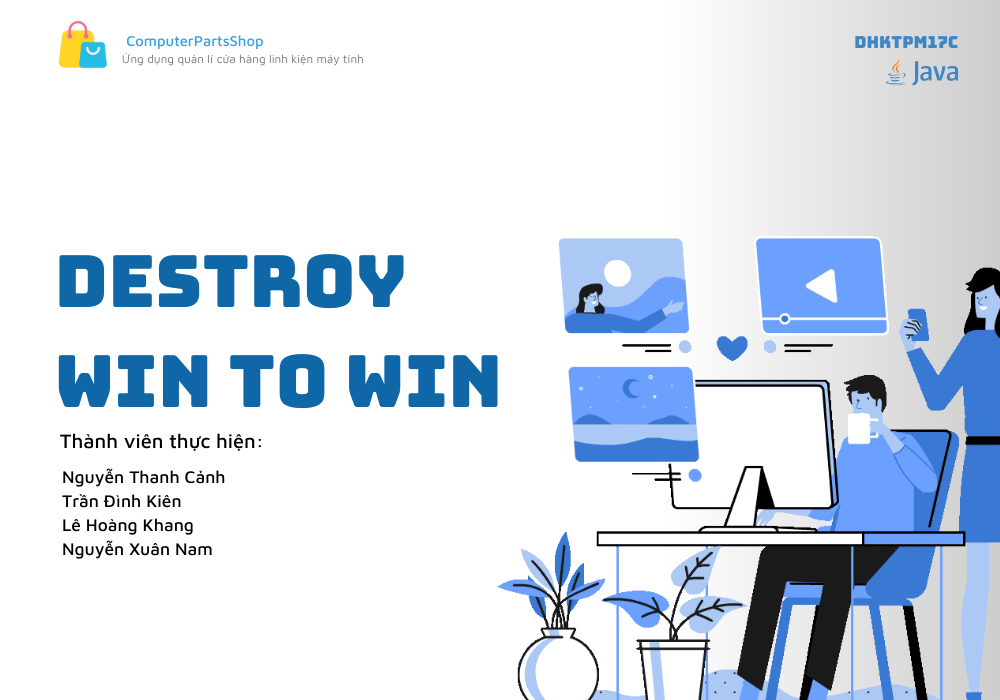 ComputerPartsShop
Ứng dụng quản lí cửa hàng linh kiện máy tính
DHKTPM17C
Java
DESTROY
WIN TO WIN
Thành viên thực hiện:
Nguyễn Thanh Cảnh
Trần Đình Kiên
Lê Hoàng Khang
Nguyễn Xuân Nam